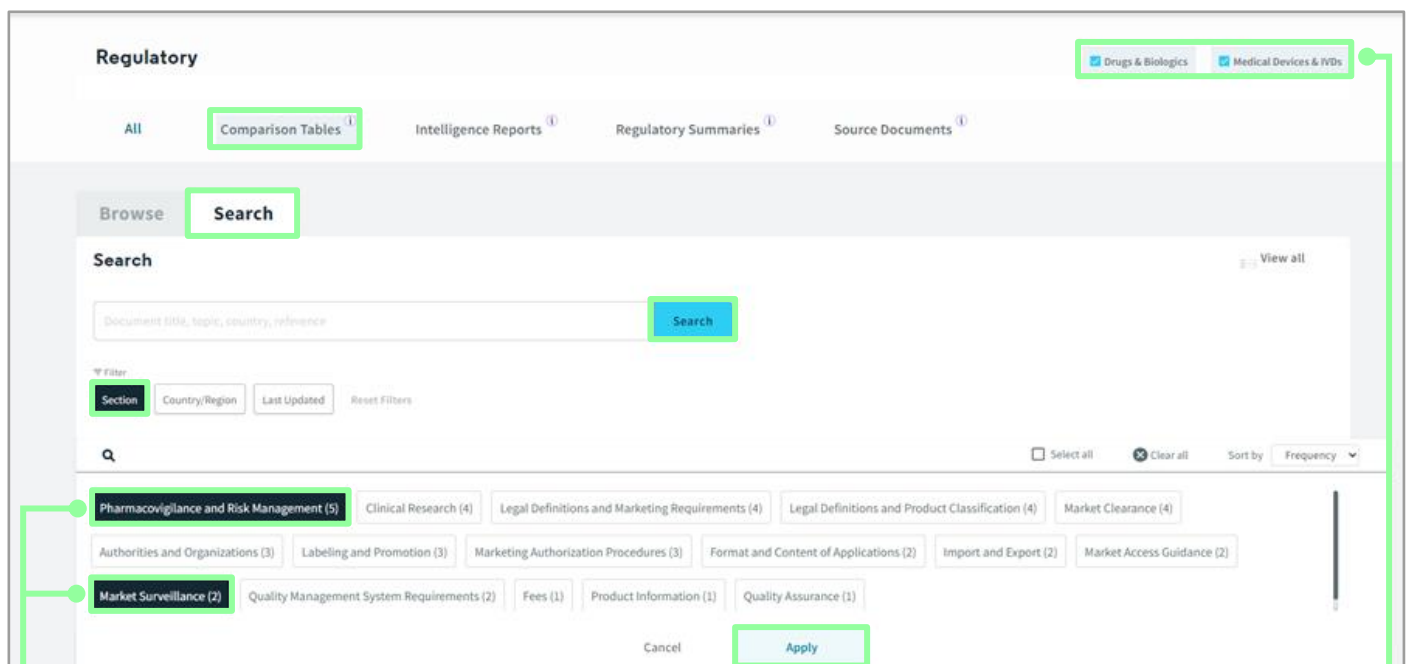 Regulatory
Drugs & Biologics Medical Devices & IVDs
All Comparison Tables i Intelligence Reports i Regulatory Summaries i Source Documents i
Browse Search
Search View all
Document title, topic, country, reference Search
Filter
Section Country/Region Last Updated Reset Filters
Select all Clear all Sort by Frequency
Pharmacovigilance and Risk Management (5) Clinical Research (4) Legal Definitions and Marketing Requirements (4) Legal Definitions and Product Classification (4) Market Clearance (4)
Authorities and Organizations (3) Labeling and Promotion (3) Marketing Authorization Procedures (3) Format and Content of Applications (2) Import and Export (2) Market Access Guidance (2)
Market Surveillance (2) Quality Management System Requirements (2) Fees (1) Product Information (1) Quality Assurance (1)
Cancel Apply